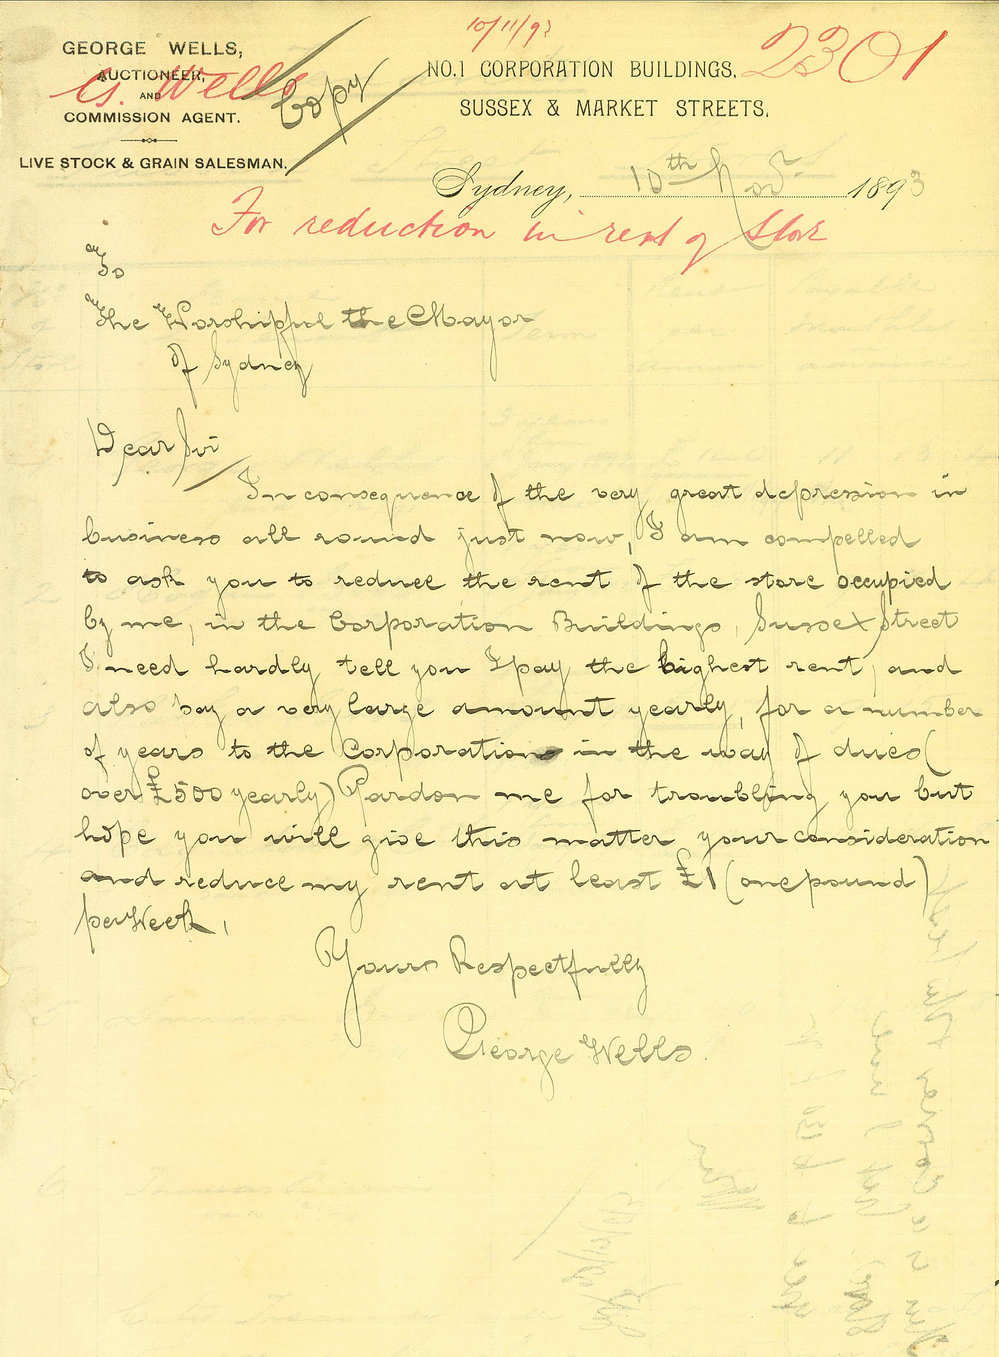 10/11/93
2301
GEORGE WELLS,
AUCTIONEER,
AND
COMMISSION AGENT.
LIVE STOCK & GRAIN SALESMAN.
G. Wells
Copy
NO.1 CORPORATION BUILDINGS.
SUSSEX & MARKET STREETS.
Sydney, 10th Novr 1893
For reduction in rent of Store
To
The Worshipful the Mayor
of Sydney
Dear Sir
In consequence of the very great depression in
business all round just now, I am compelled
to ask you to reduce the rent of the store occupied
by me, in the Corporation Buildings, Sussex Street
I need hardly tell you I pay the highest rent, and
also pay a very large amount yearly, for a number
of years to the Corporation in the way of dues (
over £500 yearly) Pardon me for troubling you but
hope you will give this matter your consideration
and reduce my rent at least £1 (one pound)
per Week,
Yours Respectfully
George Wells.